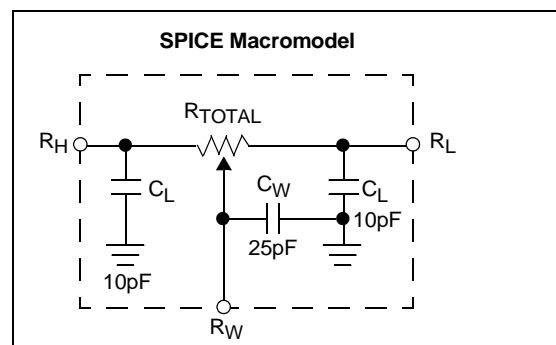 SPICE Macromodel
RTOTAL
RH
RL
CL
CW
CL
10pF
25pF
10pF
RW